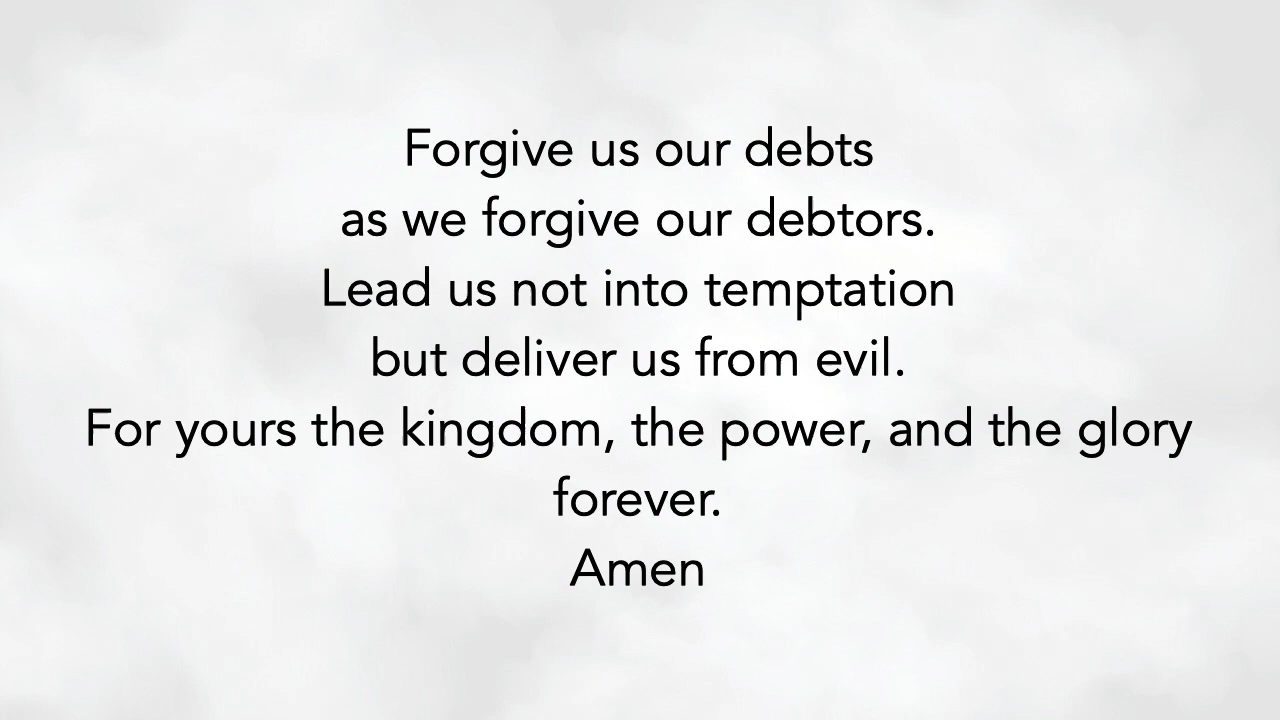 Forgive us our debts
as we forgive our debtors.
Lead us not into temptation
but deliver us from evil.
For yours the kingdom, the power, and the glory
forever.
Amen